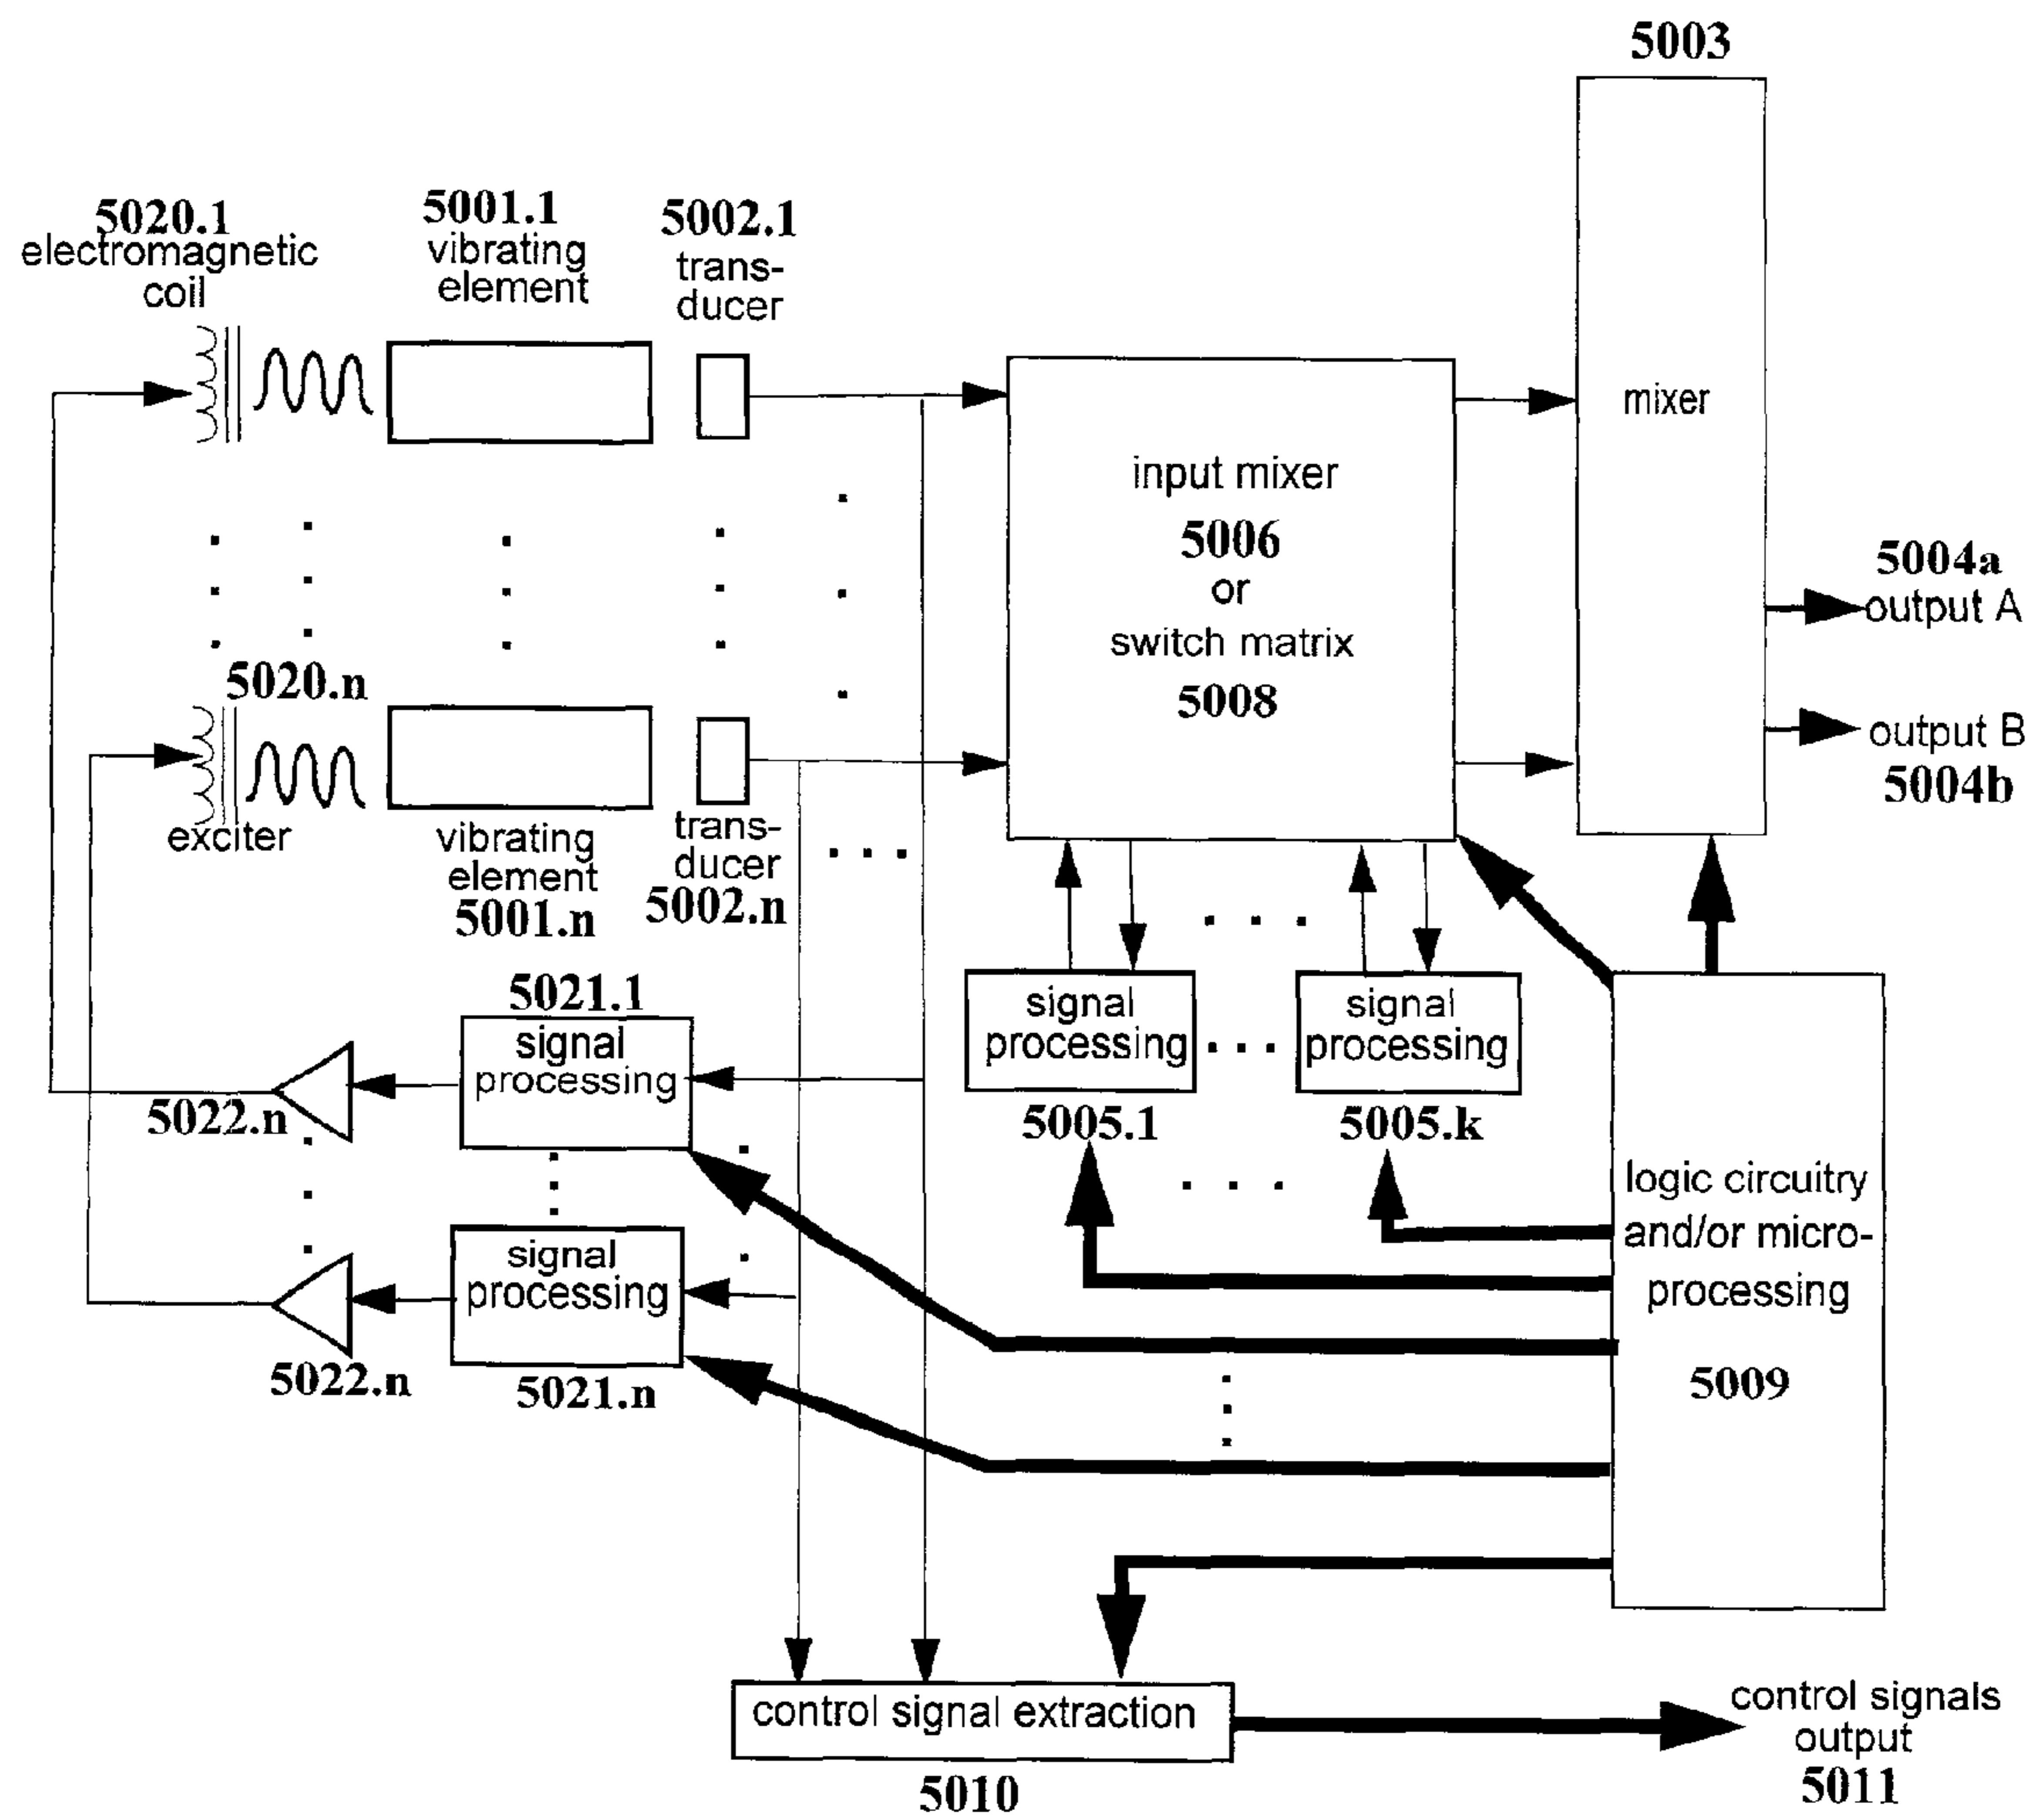 5003
5020.1
electromagnetic
coil
5001.1
vibrating
element
5002.1
trans-
ducer
mixer
input mixer
5006
or
switch matrix
5008
5004a
output A
output B
5004b
5020.n
exciter
vibrating
element
5001.n
trans-
ducer
5002.n
5021.1
signal
processing
5022.n
signal
processing
5005.1
signal
processing
5005.k
logic circuitry
and/or micro-
processing
5009
signal
processing
5022.n
5021.n
control signal extraction
5010
control signals
output
5011